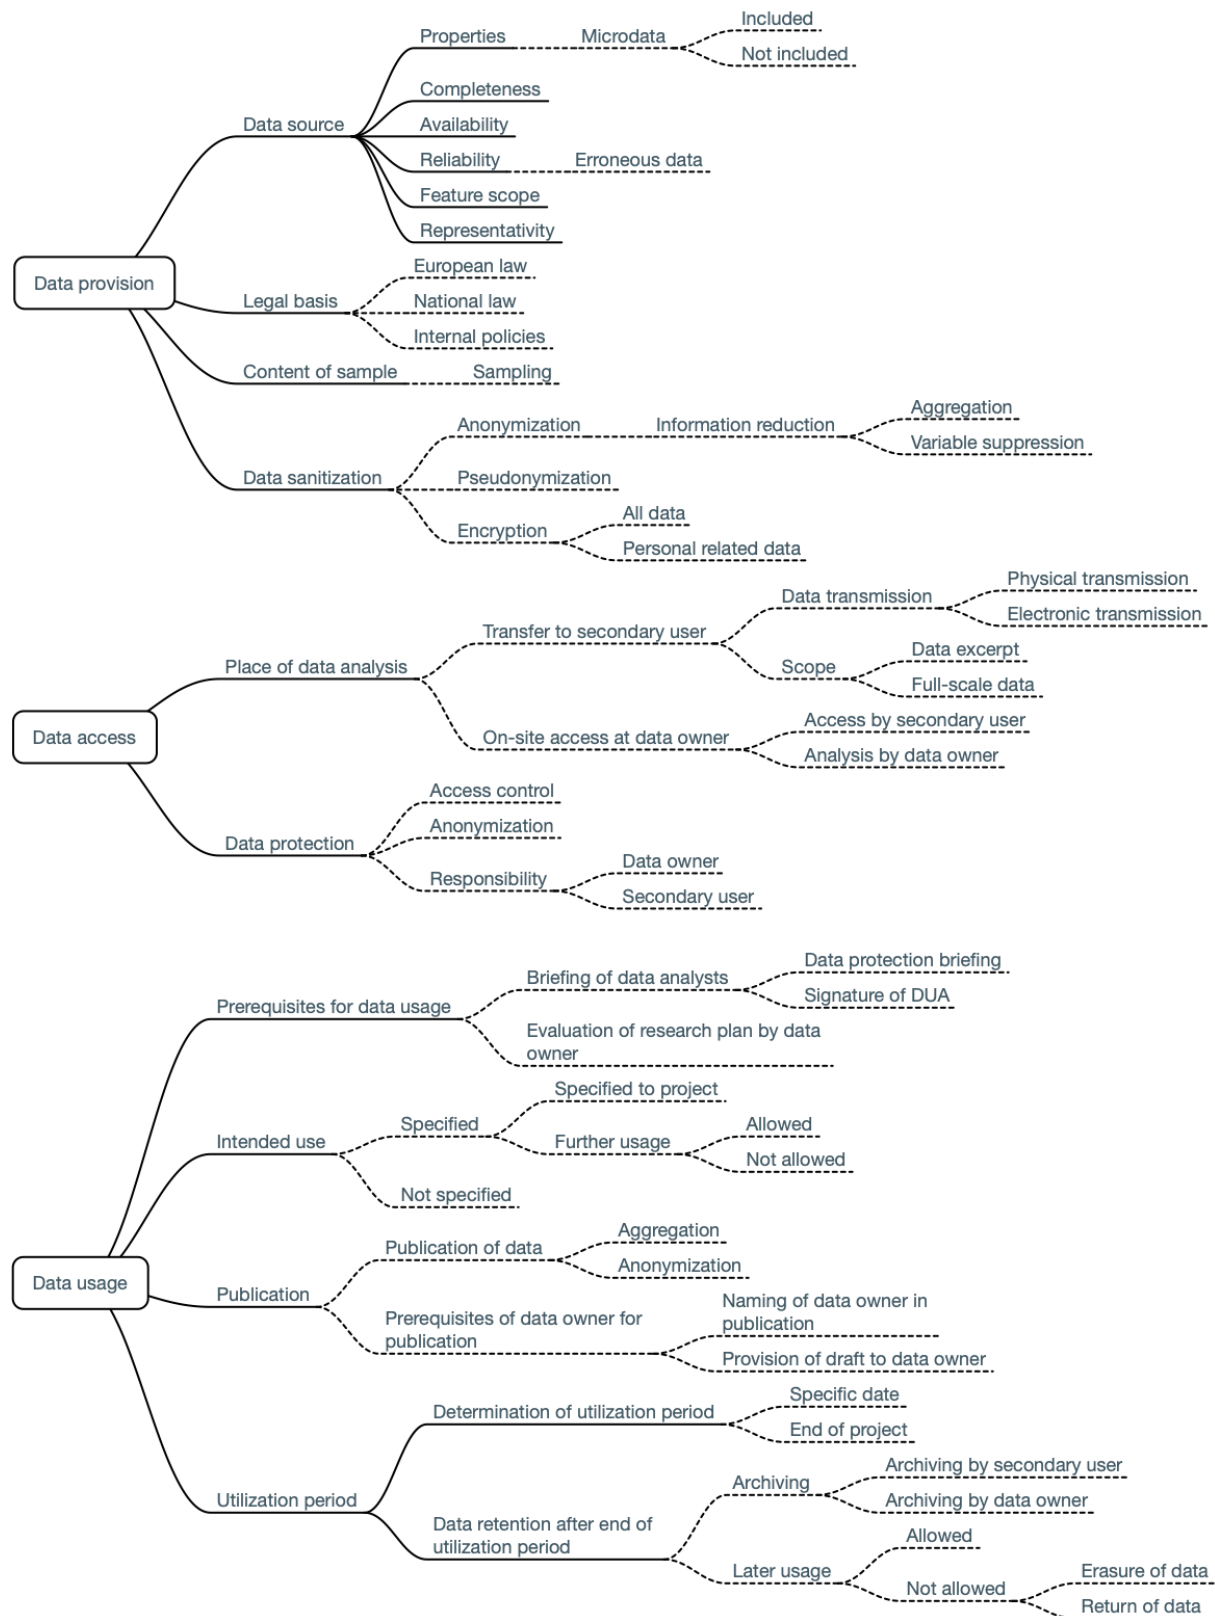 Included
Properties
Microdata
Not included
Completeness
Data source
Availability
Reliability
Erroneous data
Feature scope
Representativity
European law
Data provision
Legal basis
National law
Internal policies
Content of sample
Sampling
Aggregation
Anonymization
Information reduction
Variable suppression
Data sanitization
Pseudonymization
All data
Encryption
Personal related data
Physical transmission
Data transmission
Electronic transmission
Transfer to secondary user
Data excerpt
Place of data analysis
Scope
Full-scale data
Access by secondary user
Data access
On-site access at data owner
Analysis by data owner
Access control
Anonymization
Data protection
Data owner
Responsibility
Secondary user
Data protection briefing
Briefing of data analysts
Signature of DUA
Prerequisites for data usage
Evaluation of research plan by data
owner
Specified to project
Specified
Allowed
Intended use
Further usage
Not allowed
Not specified
Aggregation
Publication of data
Anonymization
Data usage
Publication
Naming of data owner in
publication
Prerequisites of data owner for
publication
Provision of draft to data owner
Specific date
Determination of utilization period
End of project
Archiving by secondary user
Archiving
Utilization period
Archiving by data owner
Data retention after end of
utilization period
Allowed
Later usage
Erasure of data
Not allowed
Return of data